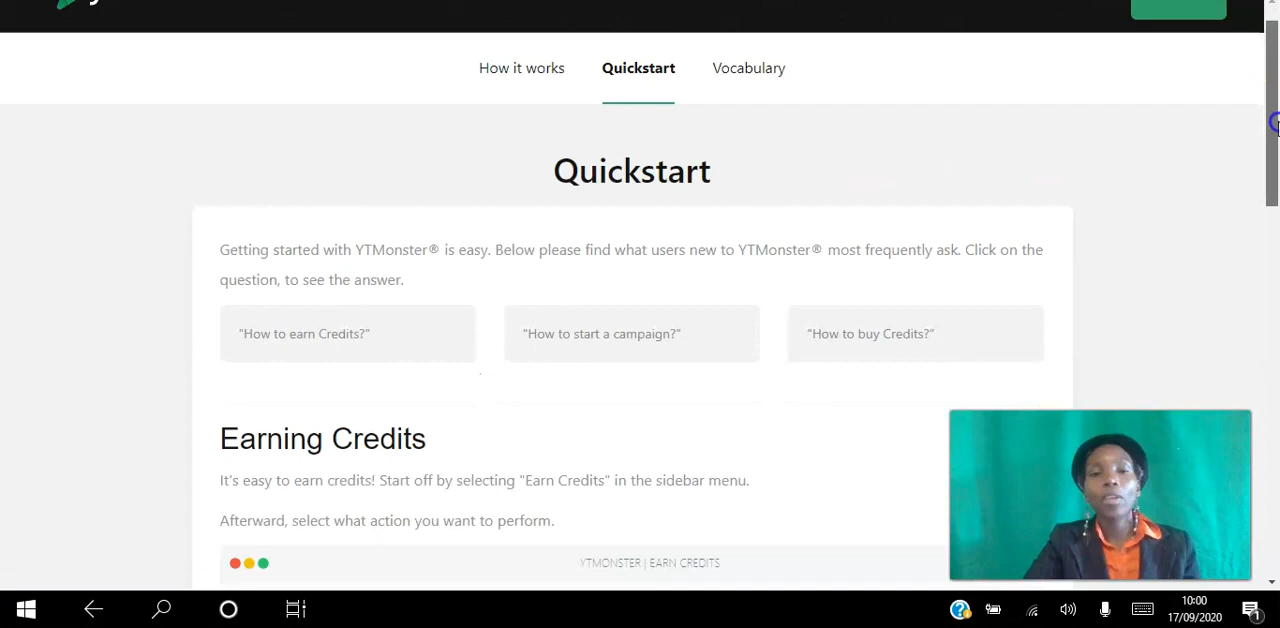 How it works Quickstart Vocabulary
Quickstart
Getting started with YTMonster® is easy. Below please find what users new to YTMonster® most frequently ask. Click on the
question, to see the answer.
"How to earn Credits?" "How to start a campaign?" "How to buy Credits?"
Earning Credits
It's easy to earn credits! Start off by selecting "Earn Credits" in the sidebar menu.
Afterward, select what action you want to perform.
YTMONSTER | EARN CREDITS
10:00
17/09/2020